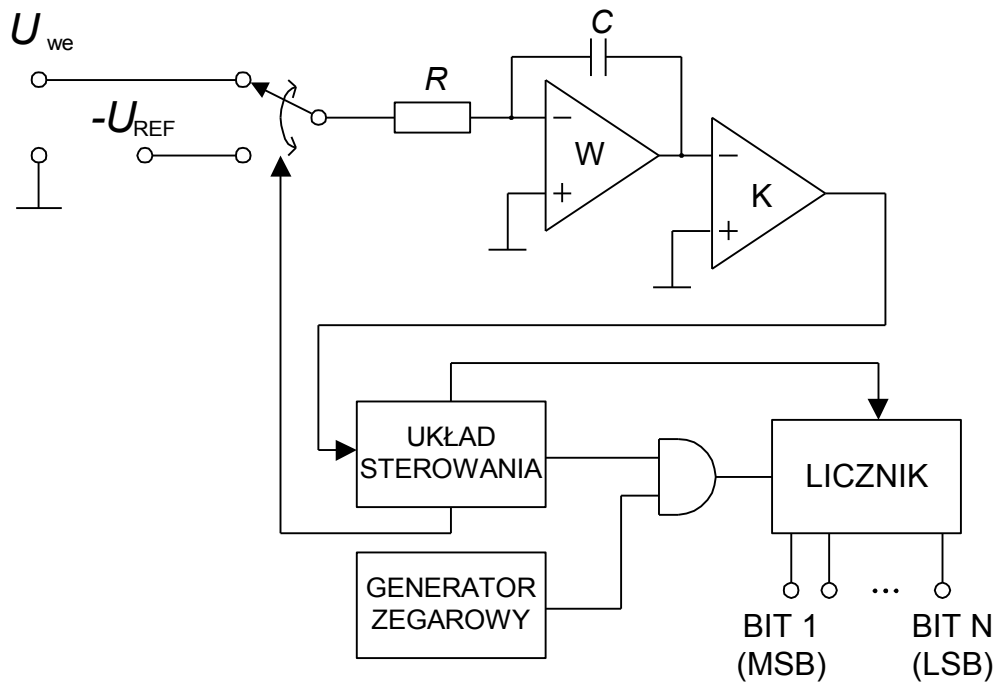 U we
-U REF
R
C
−
W
+
−
K
+
UKŁAD
STEROWANIA
LICZNIK
GENERATOR
ZEGAROWY
...
BIT 1
(MSB)
BIT N
(LSB)